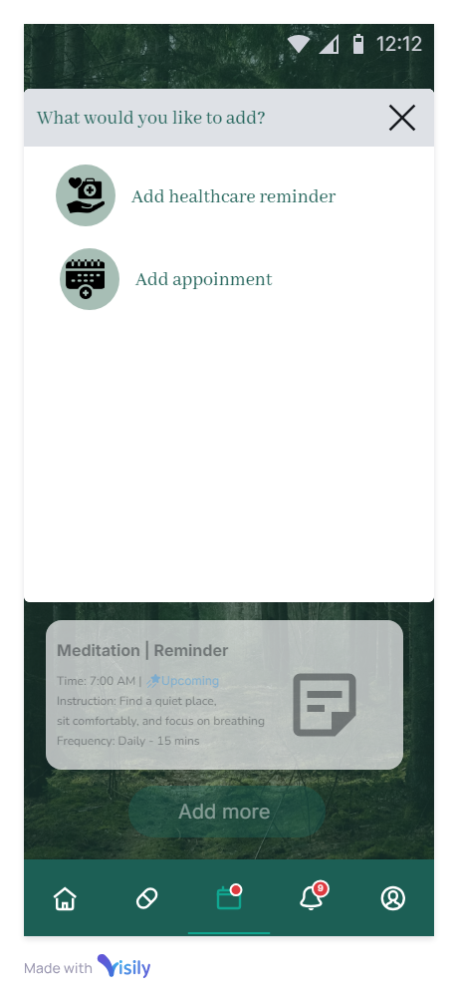 12:12
What would you like to add?
Add healthcare reminder
Add appoinment
Meditation | Reminder
Time: 7:00 AM | Upcoming
Instruction: Find a quiet place,
sit comfortably, and focus on breathing
Frequency: Daily - 15 mins
Add more
9
Made with Visily